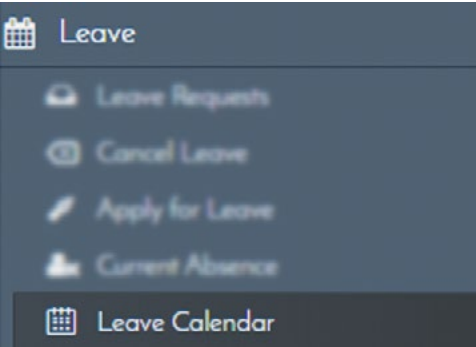 Leave
Leave Requests
Cancel Leave
Apply for Leave
Current Absence
Leave Calendar